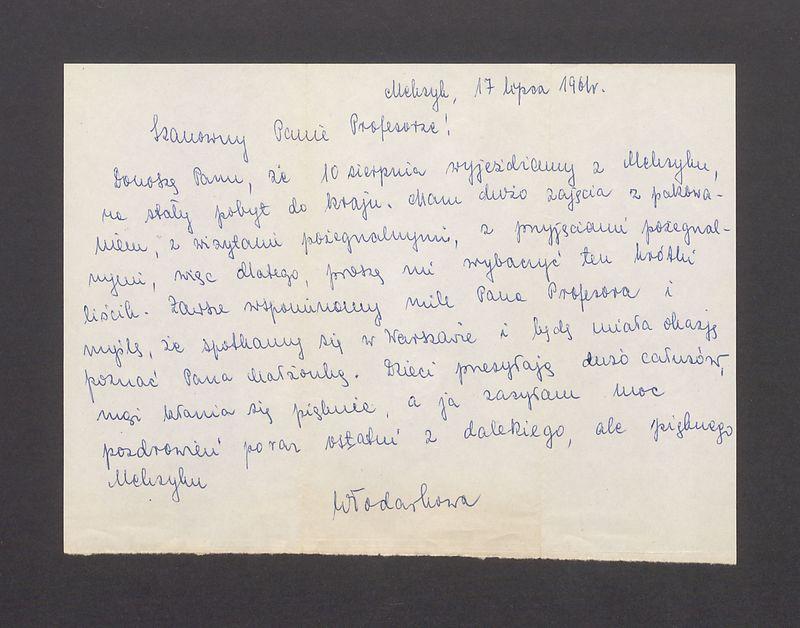 Meksyk, 17 lipca 1961r.
Szanowny Panie Profesorze!
Donoszę Panu, że 10 sierpnia wyjeżdżamy z Meksyku,
na stały pobyt do kraju. Mam dużo zajęcia z pakowa-
niem, z wizytami pożegnalnymi, z przyjęciami pożegnal-
nymi, więc dlatego, proszę mi wybaczyć ten krótki
liścik. Zawsze wspominamy mile Pana Profesora i
myślę, że spotkamy się w Warszawie i będę miała okazję
poznać Pana Małżonkę. Dzieci przesyłają dużo całusów,
mąż kłania się pięknie, a ja zasyłam moc
pozdrowień po raz ostatni z dalekiego, ale pięknego
Meksyku
Włodarkowa